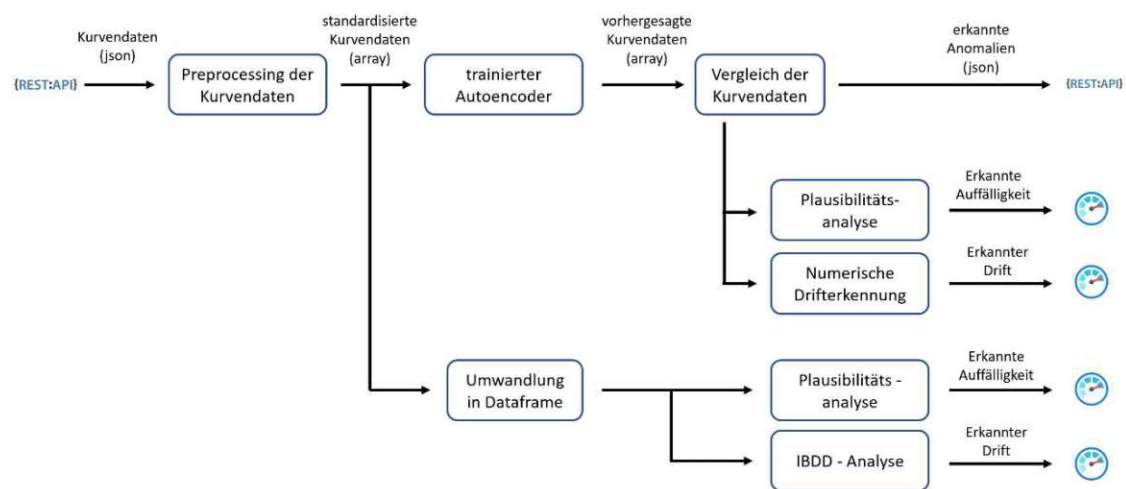 Kurvendaten
(json)
{REST:API}
Preprocessing der
Kurvendaten
standardisierte
Kurvendaten
(array)
trainierter
Autoencoder
vorhergesagte
Kurvendaten
(array)
Vergleich der
Kurvendaten
erkannte
Anomalien
(json)
{REST:API}
Plausibilitäts-
analyse
Erkannte
Auffälligkeit
Numerische
Drifterkennung
Erkannter
Drift
Umwandlung
in Dataframe
Plausibilitäts -
analyse
Erkannte
Auffälligkeit
IBDD - Analyse
Erkannter
Drift